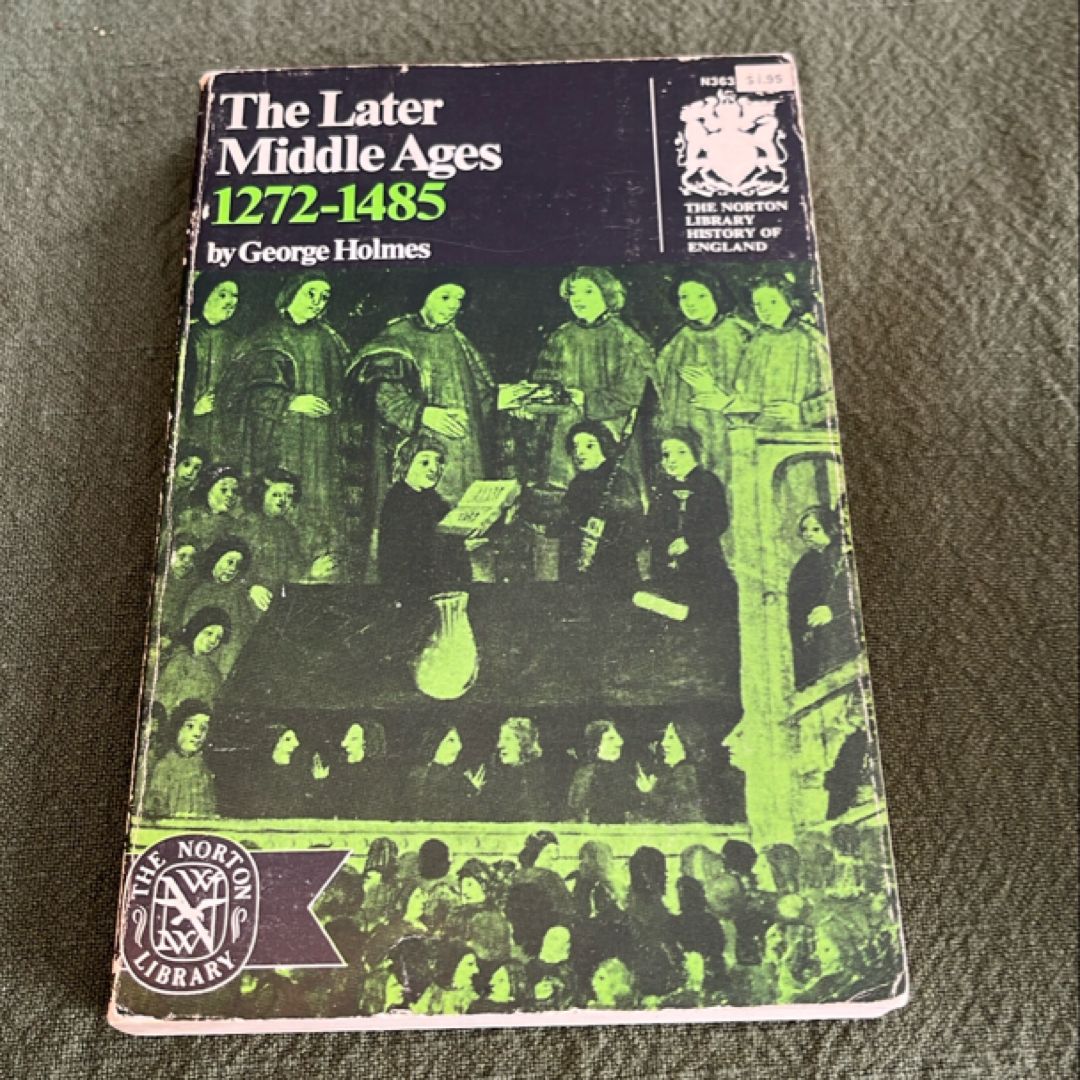 The Later
Middle Ages
1272-1485
by George Holmes
N363
$1.95
THE NORTON
LIBRARY
HISTORY OF
ENGLAND
THE NORTON
LIBRARY